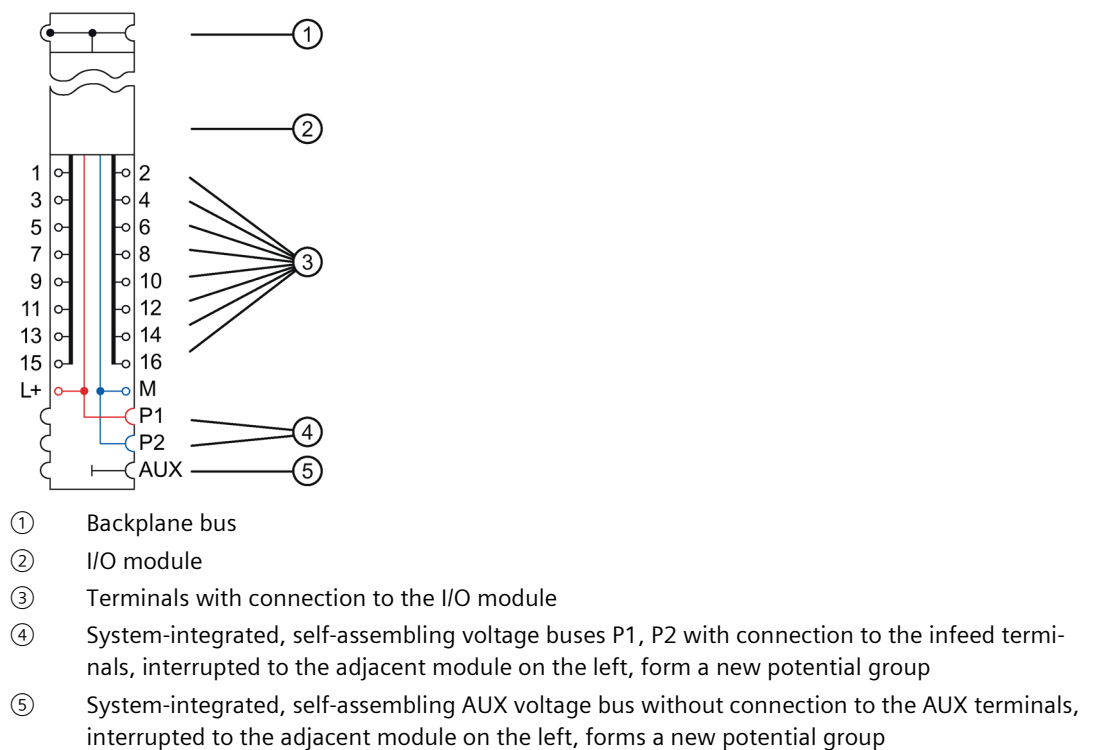 ①
②
1 2
3 4
5 6
7 8
③
9 10
11 12
13 14
15 16
L+ M
P1
④
P2
AUX ⑤
① Backplane bus
② I/O module
③ Terminals with connection to the I/O module
④ System-integrated, self-assembling voltage buses P1, P2 with connection to the infeed termi-
nals, interrupted to the adjacent module on the left, form a new potential group
⑤ System-integrated, self-assembling AUX voltage bus without connection to the AUX terminals,
interrupted to the adjacent module on the left, forms a new potential group